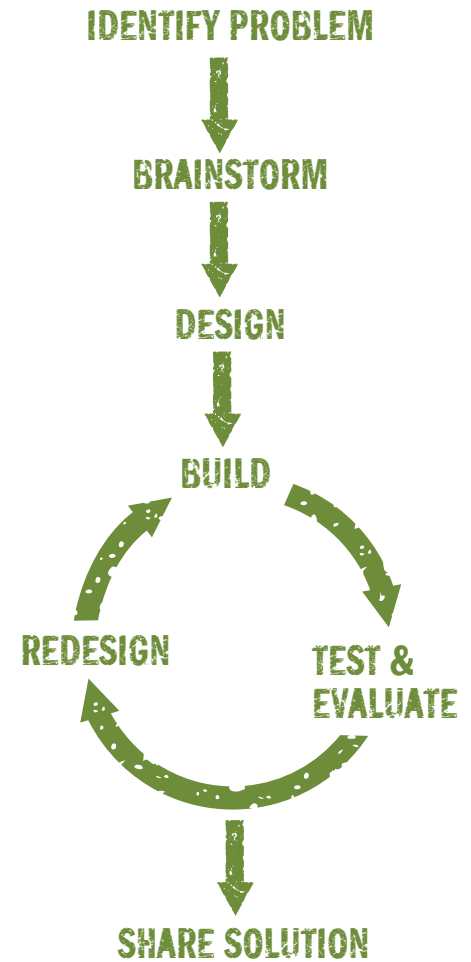 IDENTIFY PROBLEM
BRAINSTORM
DESIGN
BUILD
REDESIGN
TEST &
EVALUATE
SHARE SOLUTION